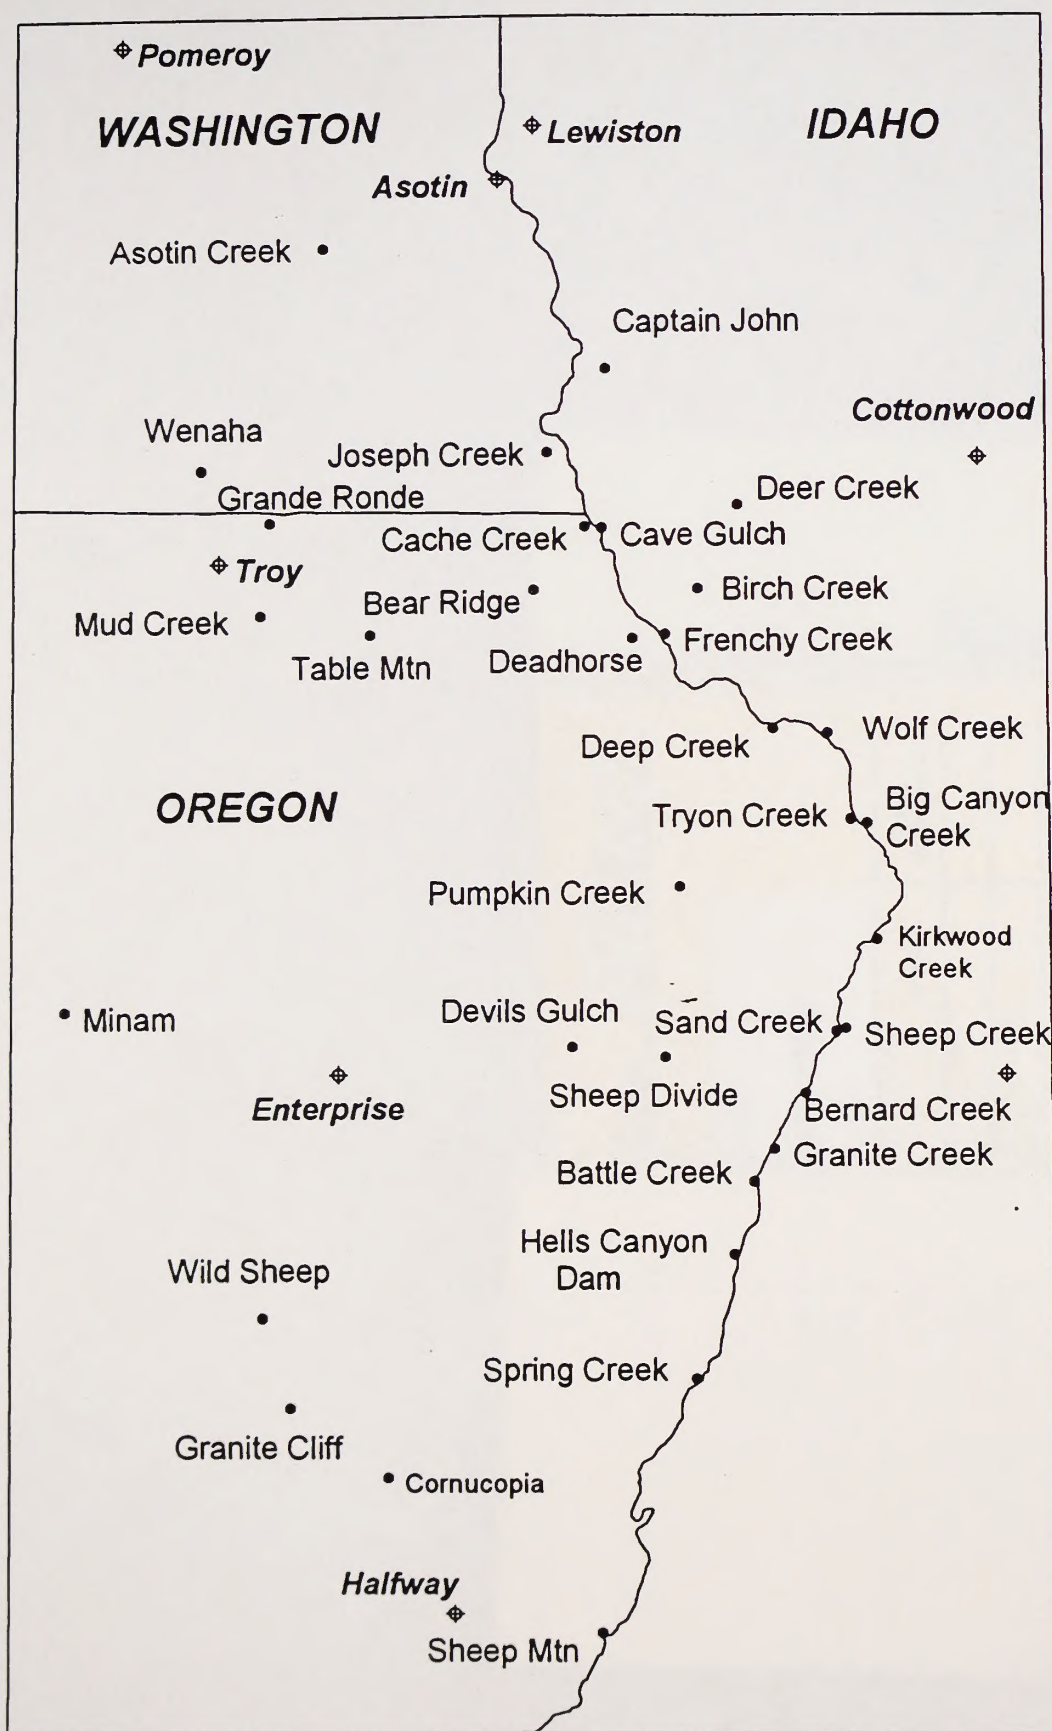 Pomeroy
WASHINGTON
Lewiston
IDAHO
Asotin
Asotin Creek
Captain John
Cottonwood
Wenaha
Joseph Creek
Grande Ronde
Deer Creek
Cache Creek
Cave Gulch
Troy
Bear Ridge
Birch Creek
Mud Creek
Table Mtn
Deadhorse
Frenchy Creek
Deep Creek
Wolf Creek
OREGON
Tryon Creek
Big Canyon
Creek
Pumpkin Creek
Kirkwood
Creek
Minam
Devils Gulch
Sand Creek
Sheep Creek
Enterprise
Sheep Divide
Bernard Creek
Granite Creek
Battle Creek
Hells Canyon
Dam
Wild Sheep
Spring Creek
Granite Cliff
Cornucopia
Halfway
Sheep Mtn